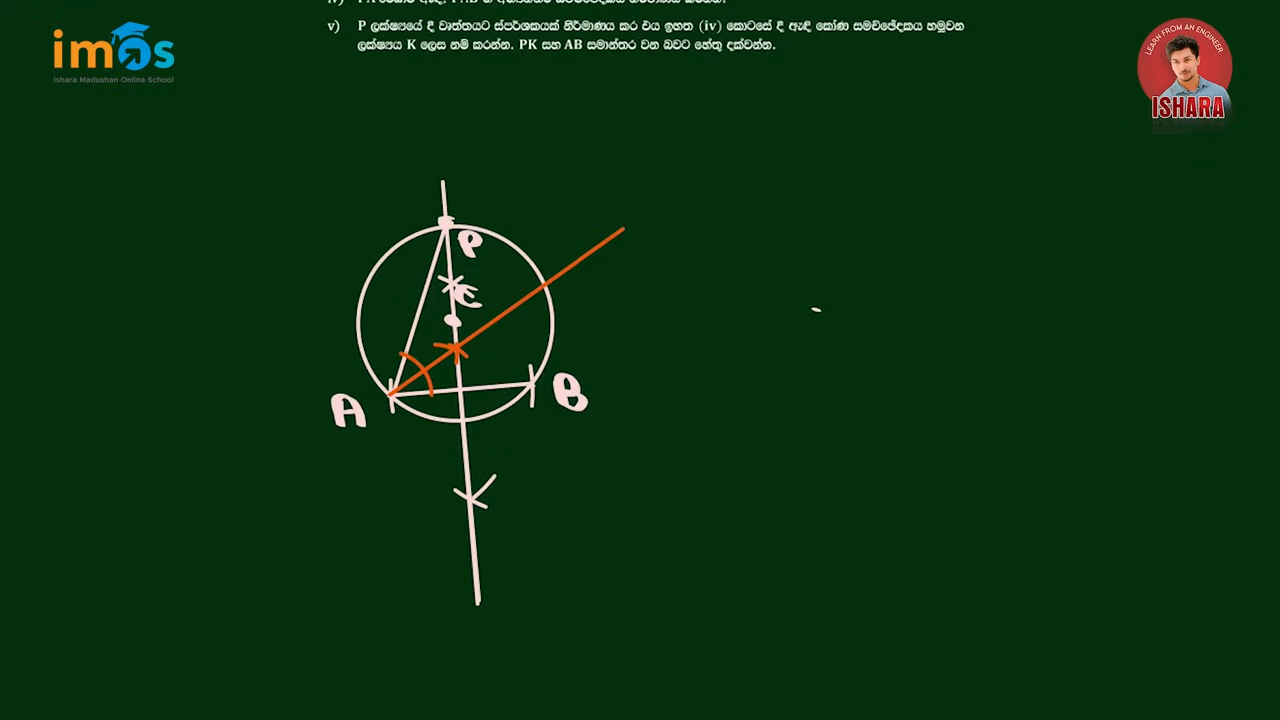 imos
Ishara Madushan Online School
LEARN FROM AN ENGINEER
ISHARA
v) P ලක්ෂ්‍යයේ දී වෘත්තයට ස්පර්ශකයක් නිර්මාණය කර එය ඉහත (iv) කොටසේ දී ඇඳි කෝණ සමච්ඡේදකය හමුවන
ලක්ෂ්‍යය K ලෙස නම් කරන්න. PK සහ AB සමාන්තර වන බවට හේතු දක්වන්න.
P
C
A
B